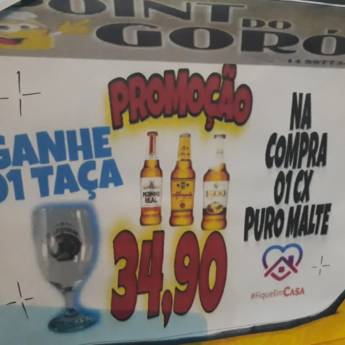 POINT DO GORÓ
PROMOÇÃO
GANHE
01 TAÇA
NA
COMPRA
01 CX
PURO MALTE
34,90
#FiqueEmCASA